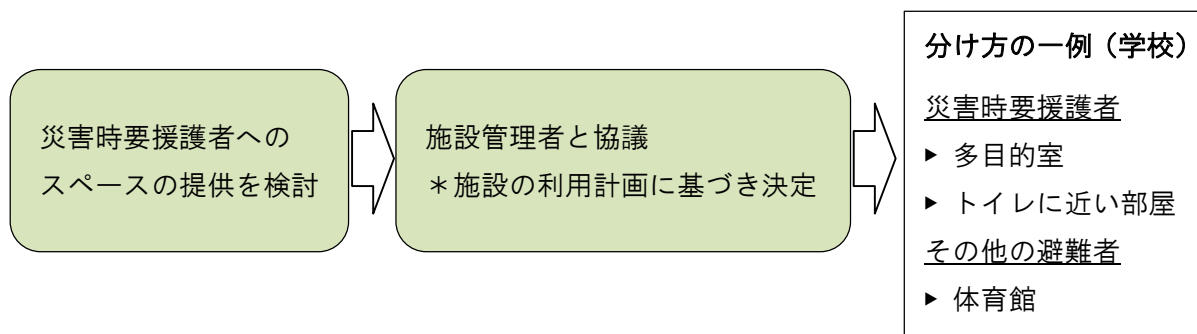 災害時要援護者への
スペースの提供を検討
施設管理者と協議
＊施設の利用計画に基づき決定
分け方の一例（学校）
災害時要援護者
▶ 多目的室
▶ トイレに近い部屋
その他の避難者
▶ 体育館